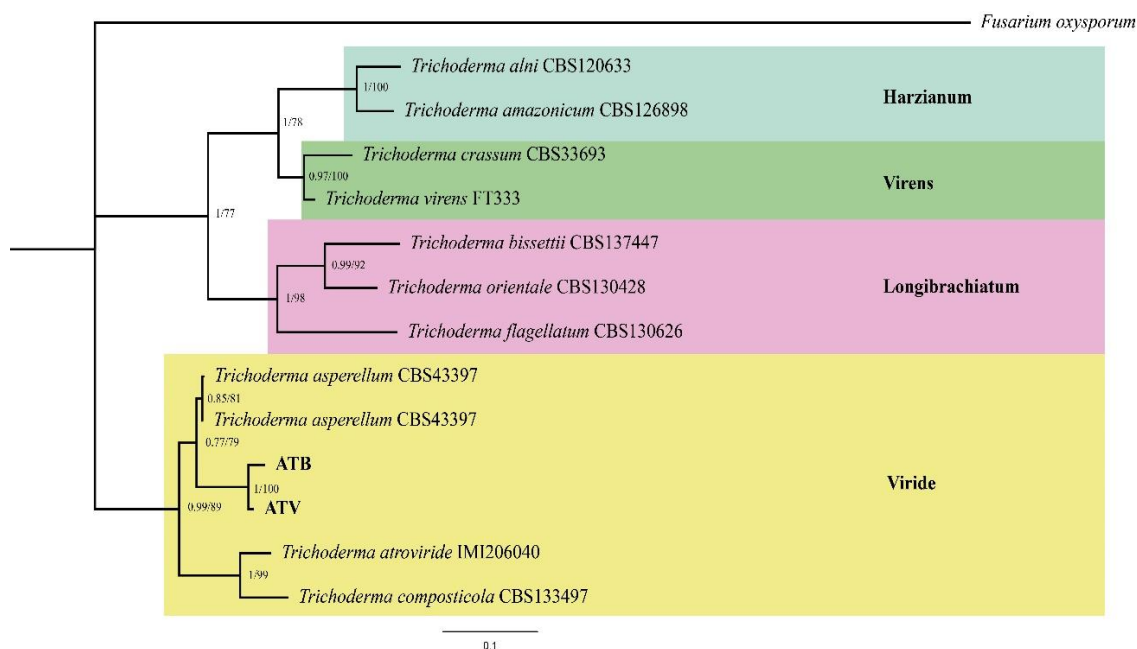 Fusarium oxysporum
Trichoderma alni CBS120633
1/100
Harzianum
Trichoderma amazonicum CBS126898
1/78
Trichoderma crassum CBS33693
0.97/100
Virens
Trichoderma virens FT333
1/77
Trichoderma bissettii CBS137447
0.99/92
Trichoderma orientale CBS130428
Longibrachiatum
1/98
Trichoderma flagellatum CBS130626
Trichoderma asperellum CBS43397
0.85/81
Trichoderma asperellum CBS43397
0.77/79
ATB
Viride
1/100
0.99/89
ATV
Trichoderma atroviride IMI206040
1/99
Trichoderma composticola CBS133497
0.1